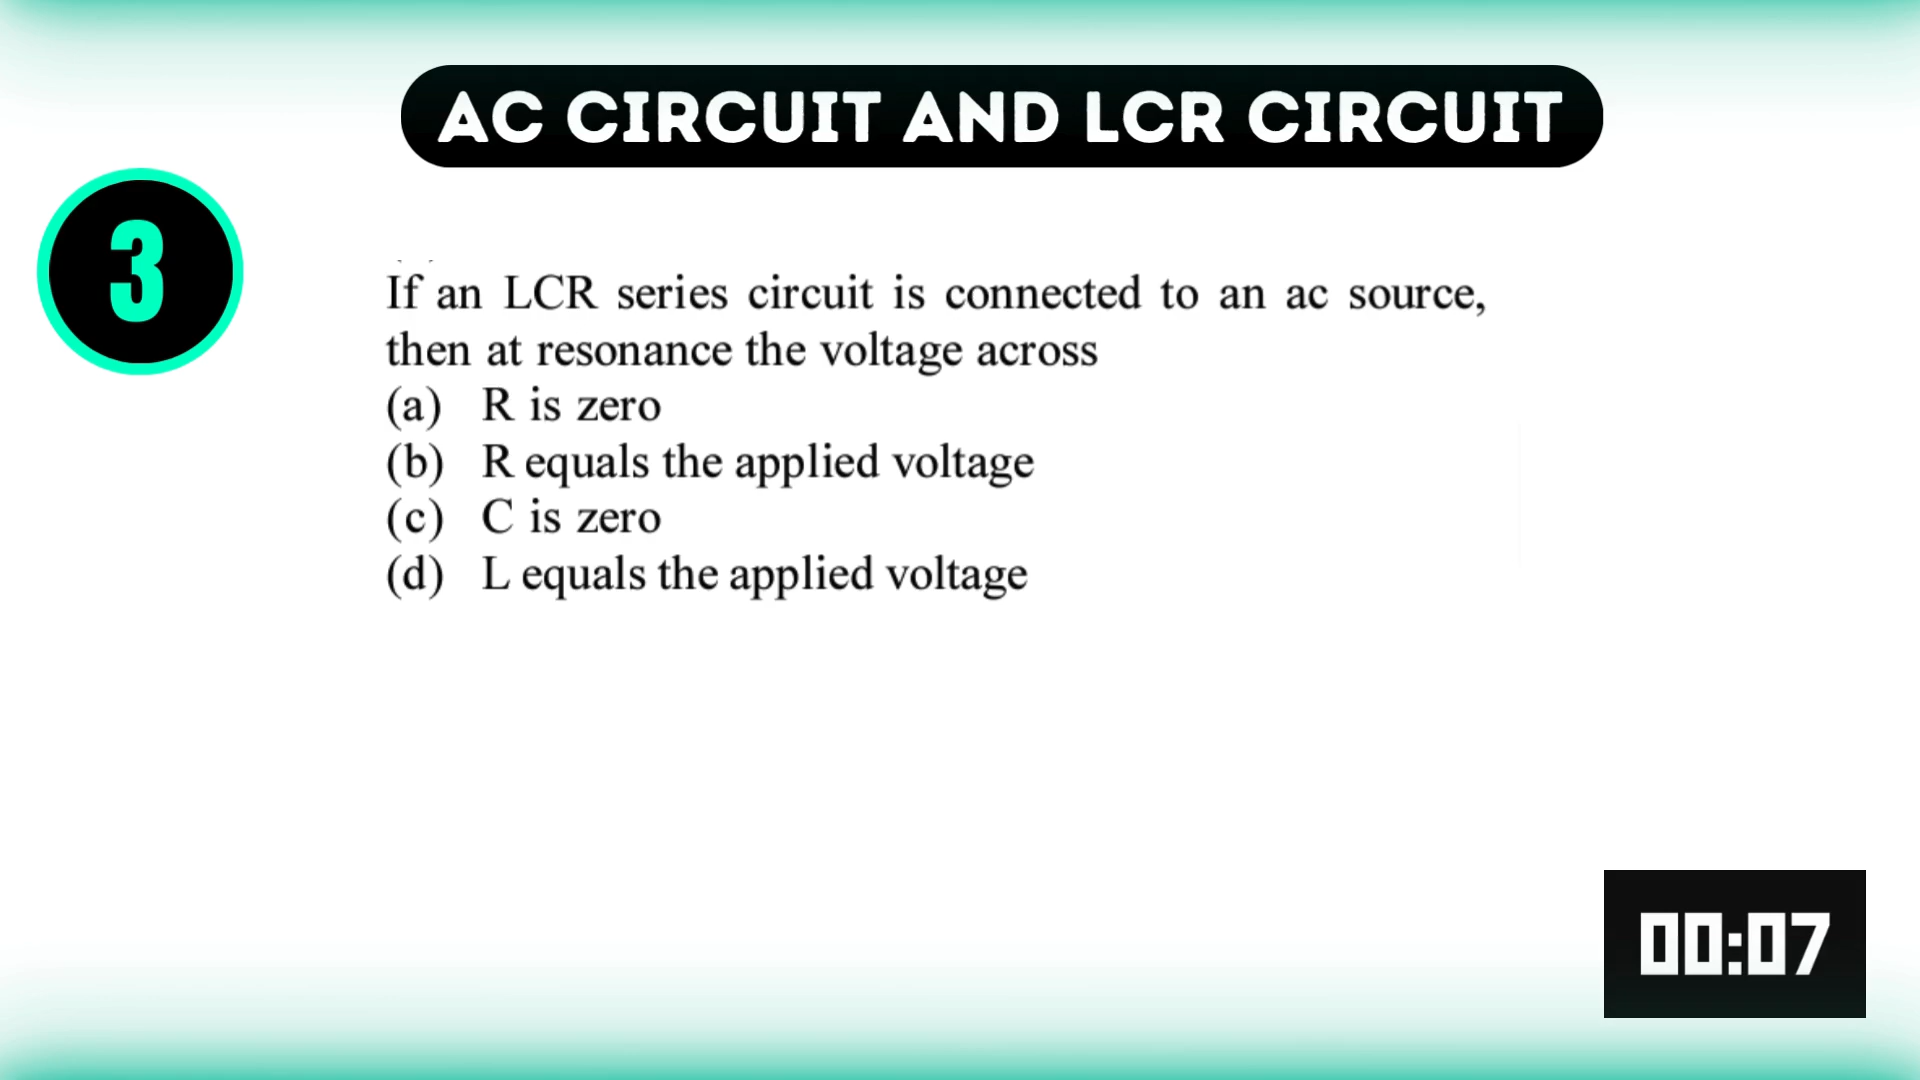 AC CIRCUIT AND LCR CIRCUIT
3
If an LCR series circuit is connected to an ac source,
then at resonance the voltage across
(a) R is zero
(b) R equals the applied voltage
(c) C is zero
(d) L equals the applied voltage
00:07